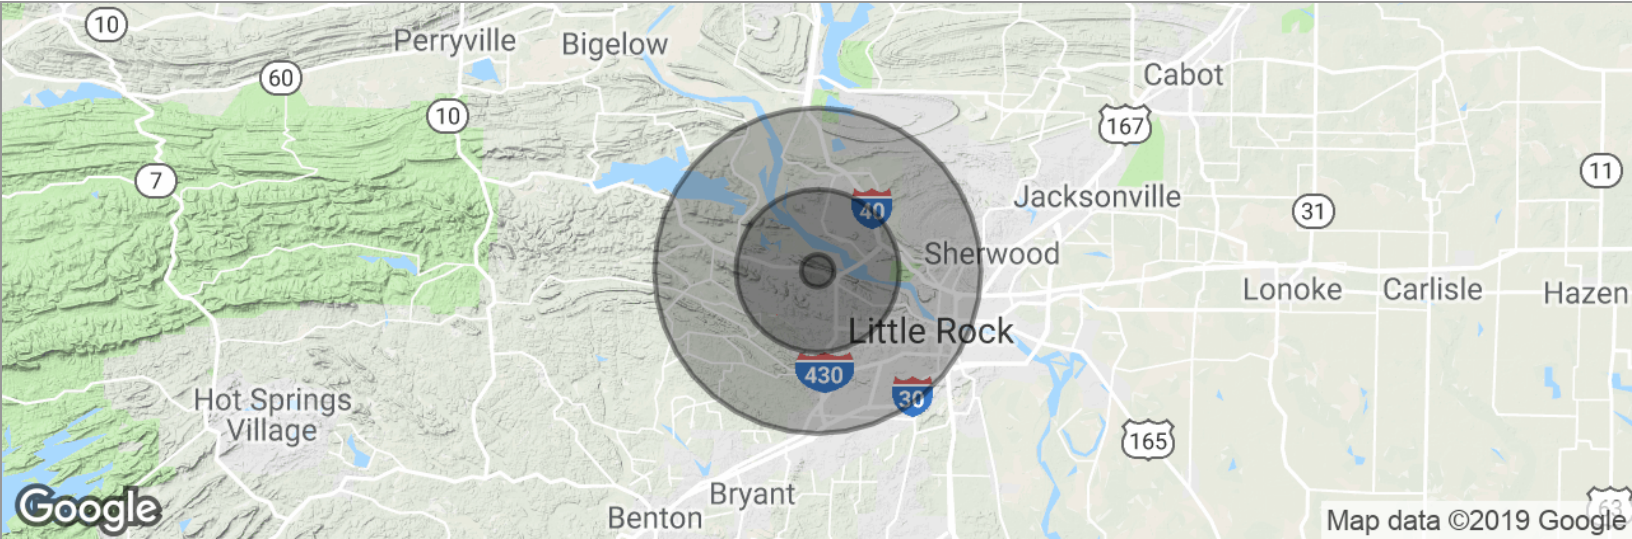 10
Perryville
Bigelow
60
Cabot
10
167
7
11
Jacksonville
40
31
Sherwood
Lonoke
Carlisle
Hazen
Little Rock
430
30
Hot Springs
Village
165
Bryant
Benton
63
Google
Map data ©2019 Google